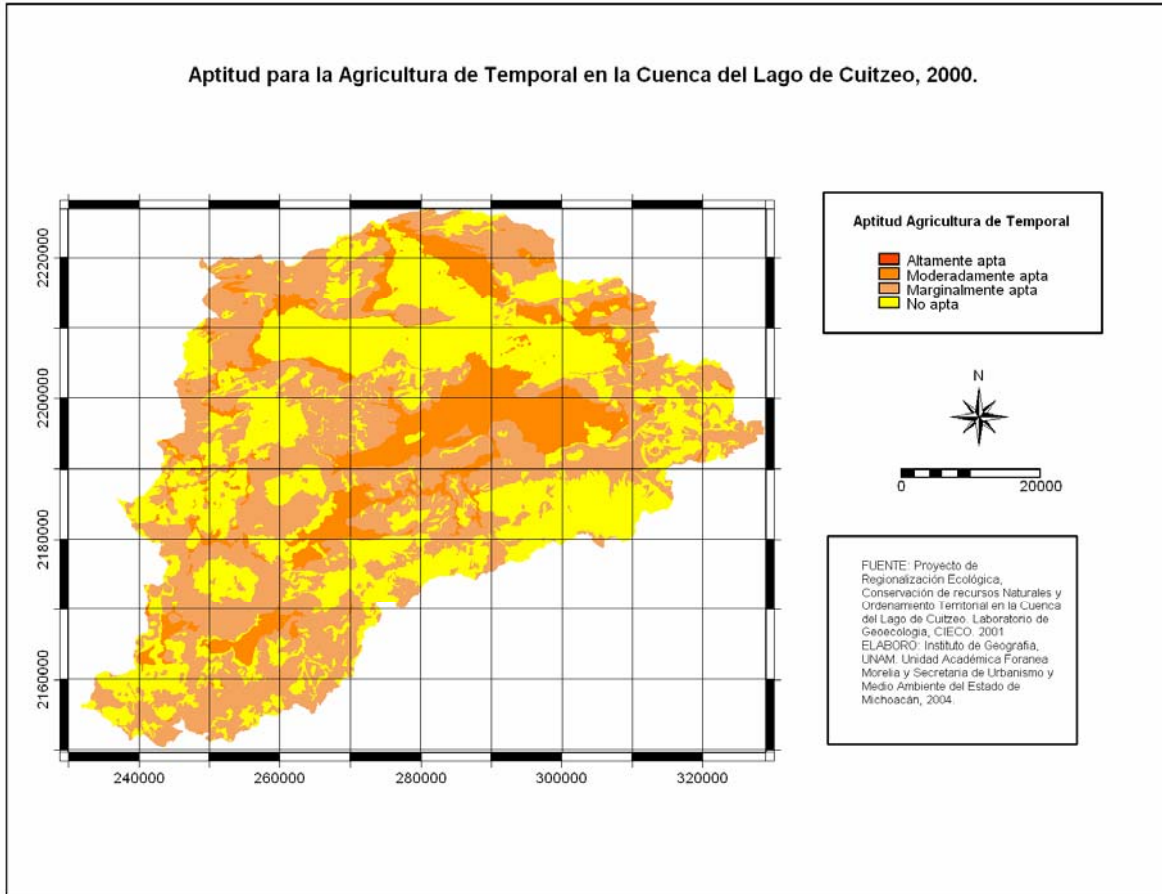 Aptitud para la Agricultura de Temporal en la Cuenca del Lago de Cuitzeo, 2000.
Aptitud Agricultura de Temporal
Altamente apta
Moderadamente apta
Marginalmente apta
No apta
2220000
2200000
2180000
2160000
240000
260000
280000
300000
320000
N
0
20000
FUENTE: Proyecto de
Regionalización Ecológica,
Conservación de recursos Naturales y
Ordenamiento Territorial en la Cuenca
del Lago de Cuitzeo. Laboratorio de
Geoecologia, CIECO. 2001
ELABORO: Instituto de Geografia,
UNAM. Unidad Académica Foranea
Morelia y Secretaria de Urbanismo y
Medio Ambiente del Estado de
Michoacán, 2004.